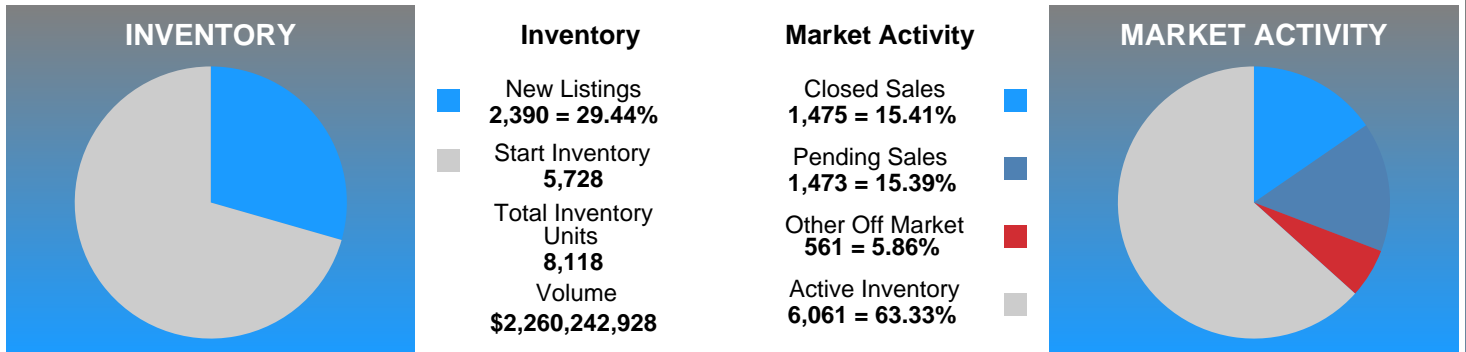 INVENTORY
Inventory
New Listings
2,390 = 29.44%
Start Inventory
5,728
Total Inventory
Units
8,118
Volume
$2,260,242,928
Market Activity
Closed Sales
1,475 = 15.41%
Pending Sales
1,473 = 15.39%
Other Off Market
561 = 5.86%
Active Inventory
6,061 = 63.33%
MARKET ACTIVITY